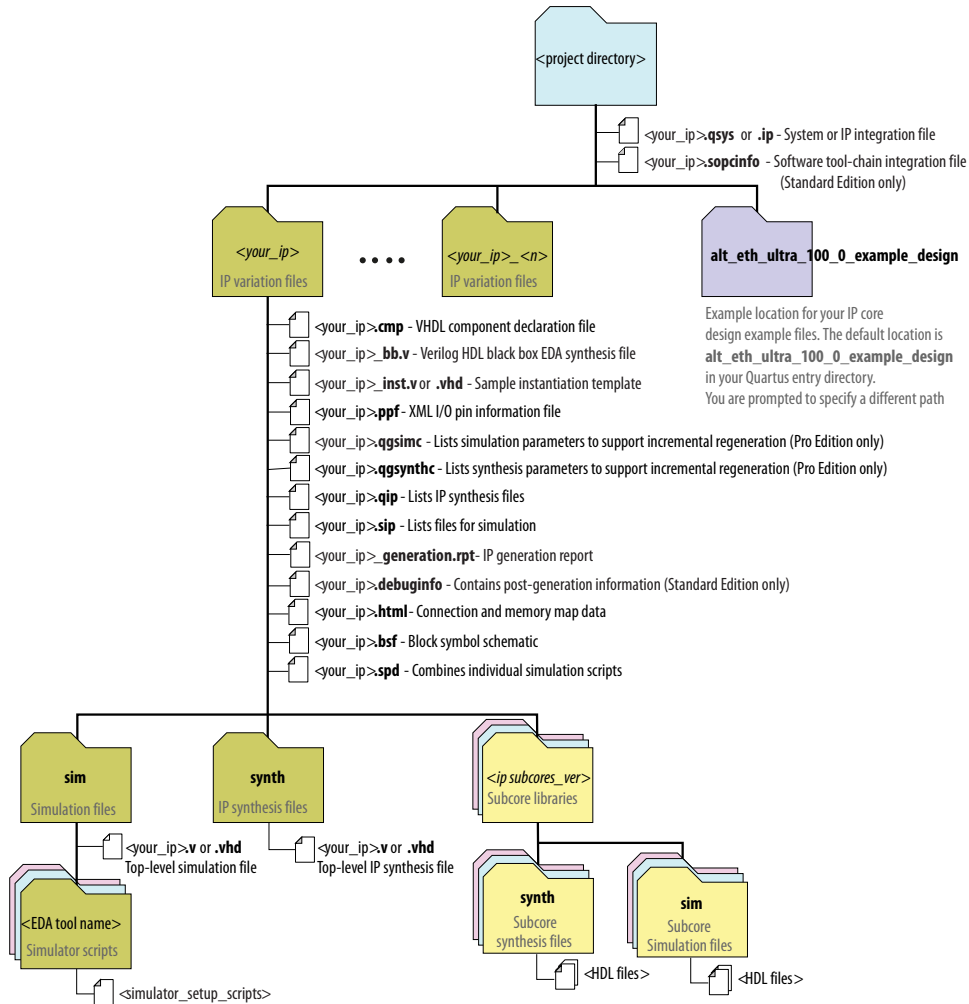 <project directory>
<your_ip>.qsys or .ip - System or IP integration file
<your_ip>.sopcinfo - Software tool-chain integration file
(Standard Edition only)
<your_ip>
IP variation files
<your_ip>_<n>
IP variation files
alt_eth_ultra_100_0_example_design
Example location for your IP core
design example files. The default location is
alt_eth_ultra_100_0_example_design
in your Quartus entry directory.
You are prompted to specify a different path
<your_ip>.cmp - VHDL component declaration file
<your_ip>_bb.v - Verilog HDL black box EDA synthesis file
<your_ip>_inst.v or .vhd - Sample instantiation template
<your_ip>.ppf - XML I/O pin information file
<your_ip>.qgsimc - Lists simulation parameters to support incremental regeneration (Pro Edition only)
<your_ip>.qgsynthc - Lists synthesis parameters to support incremental regeneration (Pro Edition only)
<your_ip>.qip - Lists IP synthesis files
<your_ip>.sip - Lists files for simulation
<your_ip>_generation.rpt- IP generation report
<your_ip>.debuginfo - Contains post-generation information (Standard Edition only)
<your_ip>.html- Connection and memory map data
<your_ip>.bsf - Block symbol schematic
<your_ip>.spd - Combines individual simulation scripts
sim
Simulation files
synth
IP synthesis files
<ip subcores_ver>
Subcore libraries
<your_ip>.v or .vhd
Top-level simulation file
<your_ip>.v or .vhd
Top-level IP synthesis file
<EDA tool name>
Simulator scripts
<simulator_setup_scripts>
synth
Subcore
synthesis files
<HDL files>
sim
Subcore
Simulation files
<HDL files>